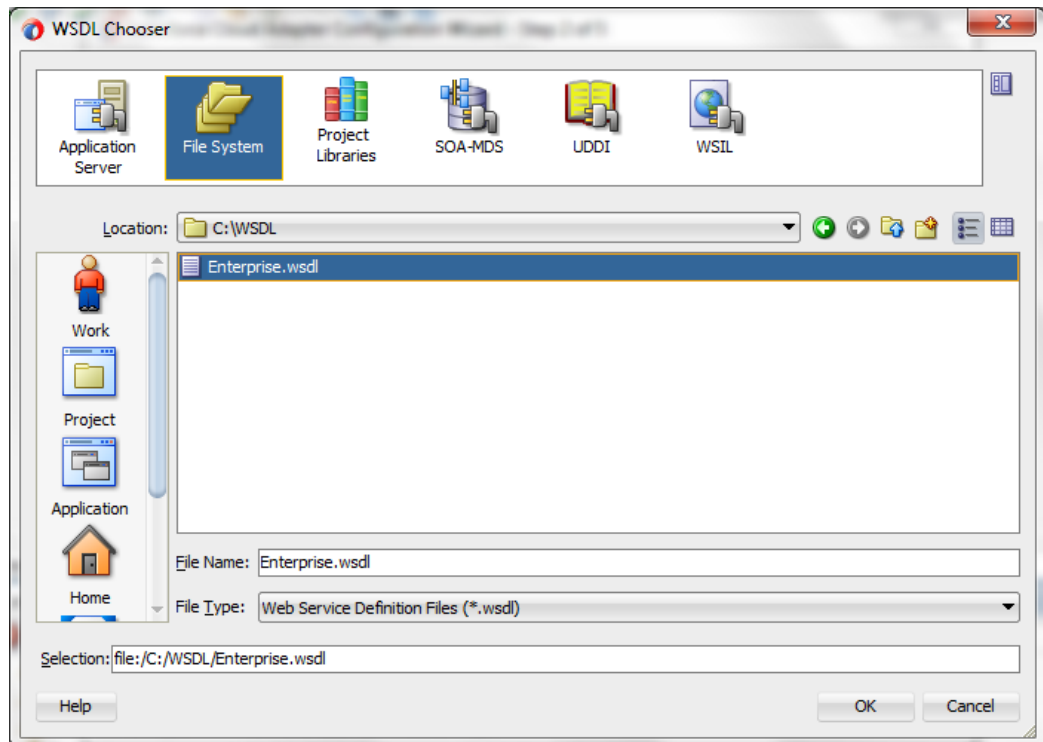 WSDL Chooser
Application
Server
File System
Project
Libraries
SOA-MDS
UDDI
WSIL
Location:
C:\WSDL
Work
Project
Application
Home
Enterprise.wsdl
File Name: Enterprise.wsdl
File Type: Web Service Definition Files (*.wsdl)
Selection: file:/C:/WSDL/Enterprise.wsdl
Help
OK
Cancel